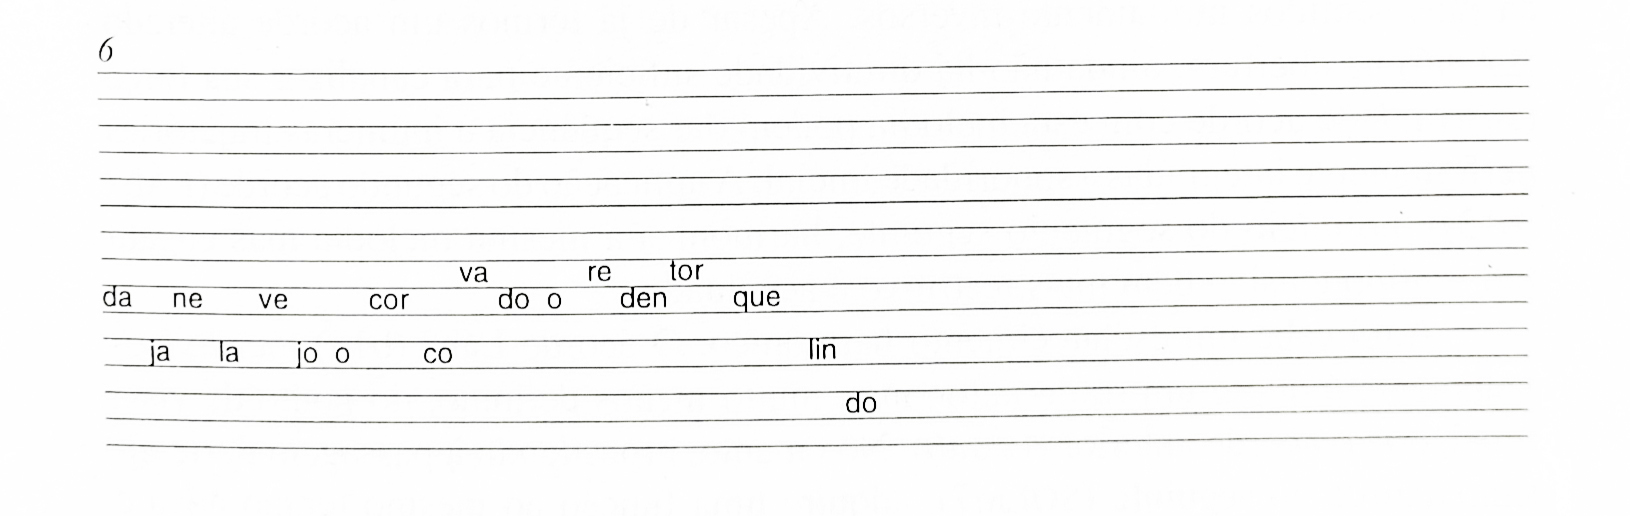 6
va re tor
da ne ve cor do o den que
ja la jo o co lin
do